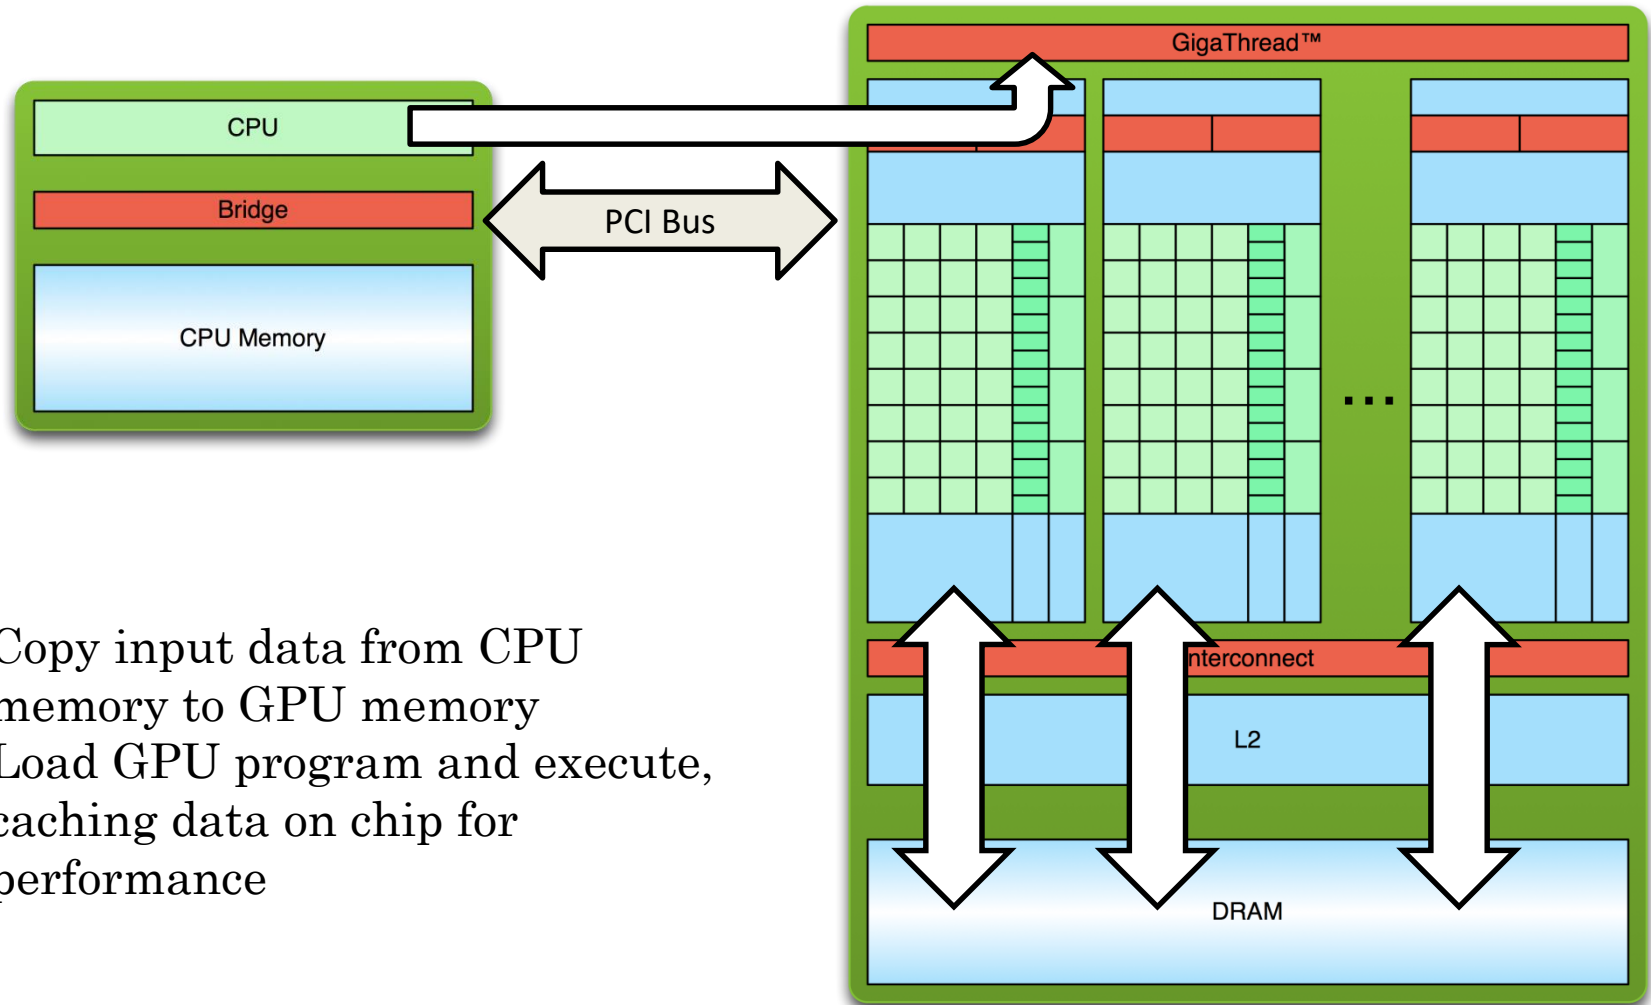 GigaThread™
CPU
Bridge
PCI Bus
CPU Memory
...
Copy input data from CPU
memory to GPU memory
Load GPU program and execute,
caching data on chip for
performance
nterconnect
L2
DRAM